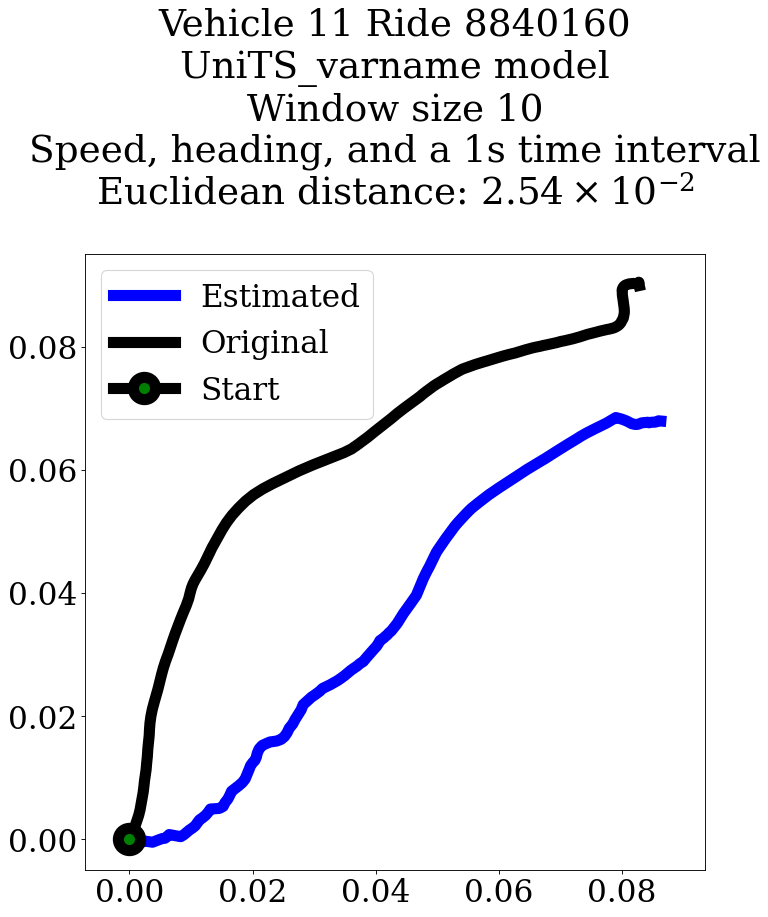 Vehicle 11 Ride 8840160
UniTS_varname model
Window size 10
Speed, heading, and a 1s time interval
Euclidean distance: 2.54 × 10⁻²
Estimated
Original
Start
0.08
0.06
0.04
0.02
0.00
0.00 0.02 0.04 0.06 0.08